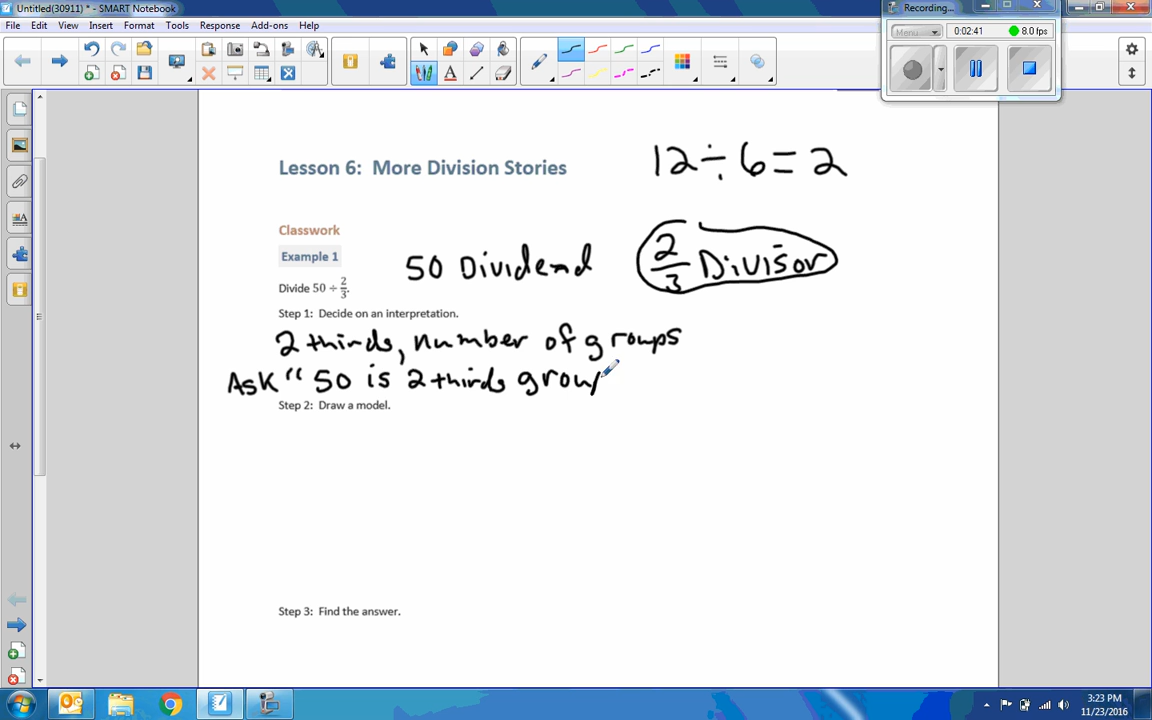 Untitled(30911) * - SMART Notebook
Recording...
File Edit View Insert Format Tools Response Add-ons Help
Menu 0:02:41 8.0 fps
12 ÷ 6 = 2
Lesson 6: More Division Stories
Classwork
Example 1
50 Dividend 2/3 Divisor
Divide 50 ÷ 2/3.
Step 1: Decide on an interpretation.
2 thirds, number of groups
Ask “ 50 is 2 thirds group
Step 2: Draw a model.
Step 3: Find the answer.
3:23 PM
11/23/2016